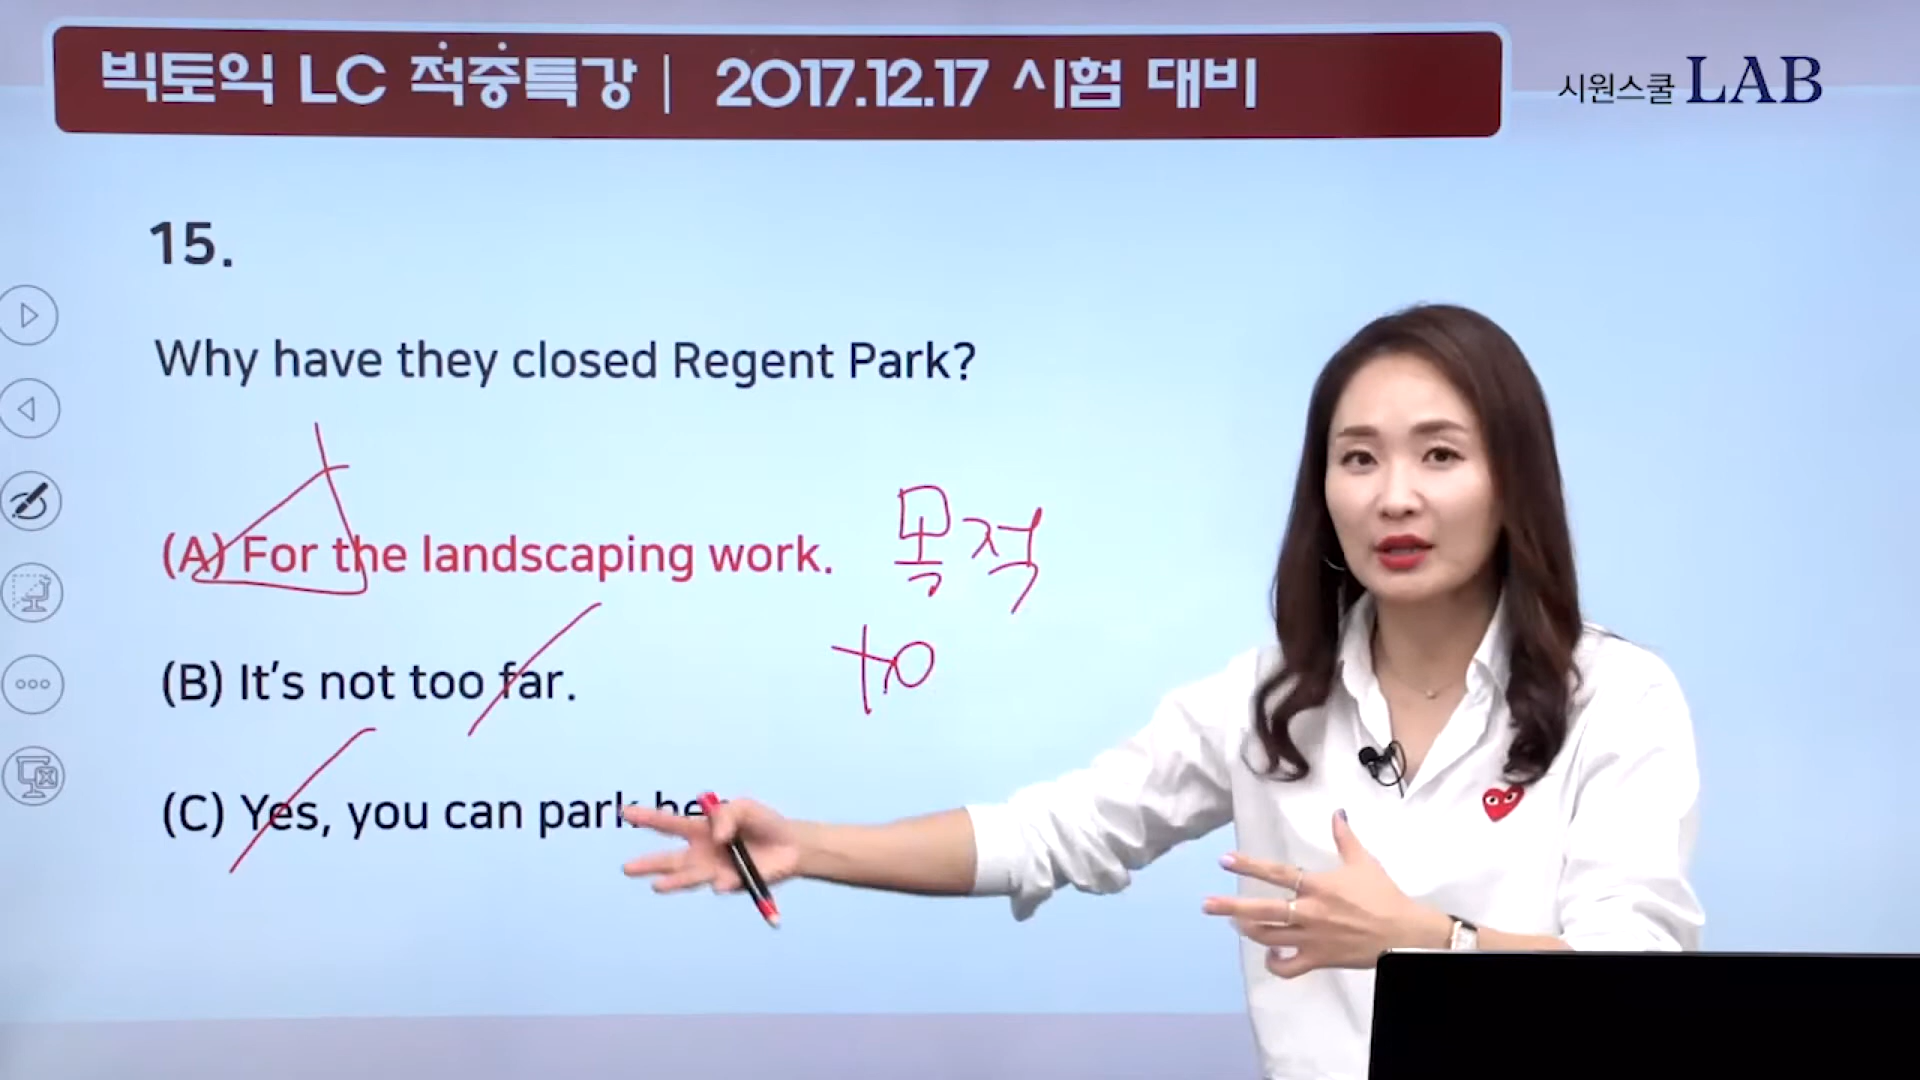 빅토익 LC 적중특강 | 2017.12.17 시험 대비
시원스쿨 LAB
15.
Why have they closed Regent Park?
(A) For the landscaping work.
목적
(B) It's not too far.
to
(C) Yes, you can park